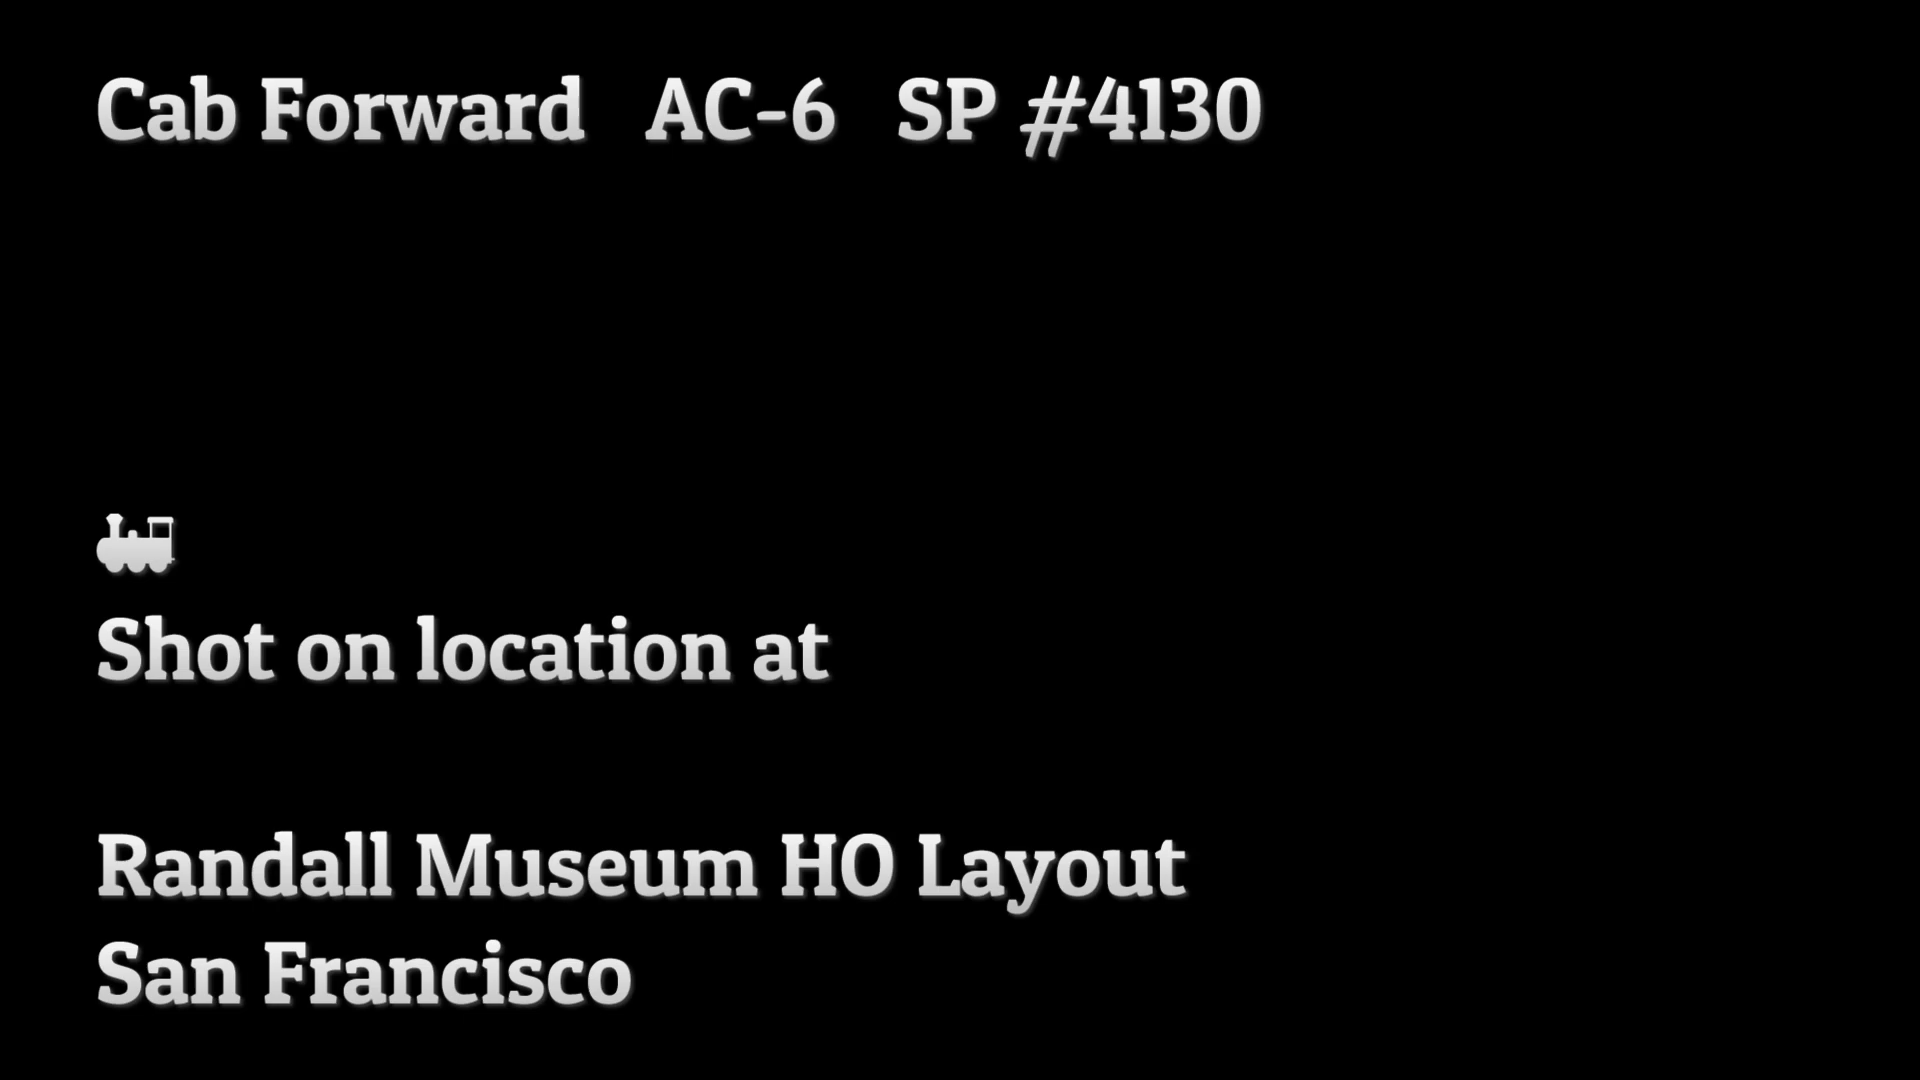 Cab Forward AC-6 SP #4130
Shot on location at
Randall Museum HO Layout
San Francisco